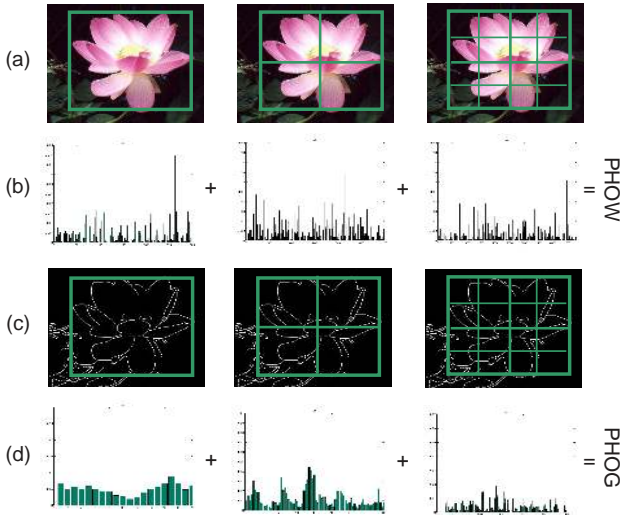 (a)
(b)
+
+
= PHOW
(c)
(d)
+
+
= PHOG